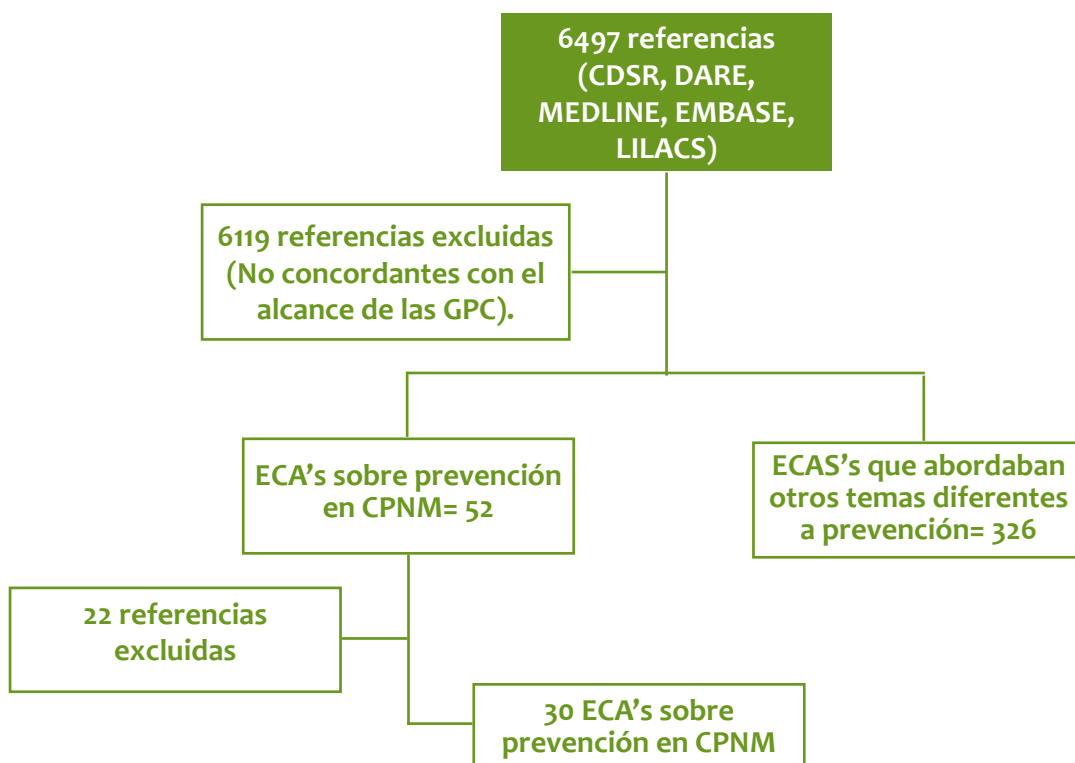 6497 referencias
(CDSR, DARE,
MEDLINE, EMBASE,
LILACS)
6119 referencias excluidas
(No concordantes con el
alcance de las GPC).
ECA’s sobre prevención
en CPNM= 52
ECAS’s que abordaban
otros temas diferentes
a prevención= 326
22 referencias
excluidas
30 ECA’s sobre
prevención en CPNM